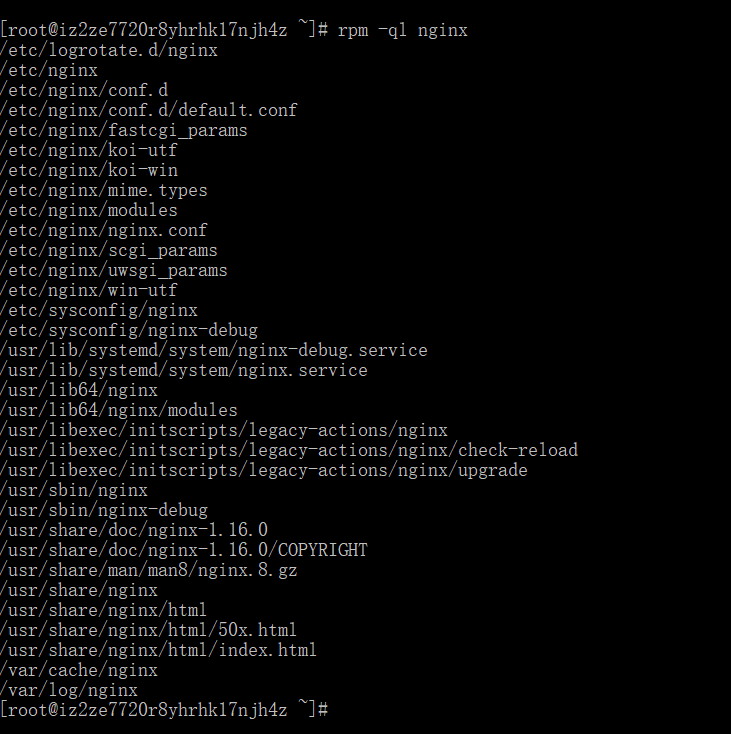 [root@iz2ze7720r8yhrhkl7njh4z ~]# rpm -ql nginx
/etc/logrotate.d/nginx
/etc/nginx
/etc/nginx/conf.d
/etc/nginx/conf.d/default.conf
/etc/nginx/fastcgi_params
/etc/nginx/koi-utf
/etc/nginx/koi-win
/etc/nginx/mime.types
/etc/nginx/modules
/etc/nginx/nginx.conf
/etc/nginx/scgi_params
/etc/nginx/uwsgi_params
/etc/nginx/win-utf
/etc/sysconfig/nginx
/etc/sysconfig/nginx-debug
/usr/lib/systemd/system/nginx-debug.service
/usr/lib/systemd/system/nginx.service
/usr/lib64/nginx
/usr/lib64/nginx/modules
/usr/libexec/initscripts/legacy-actions/nginx
/usr/libexec/initscripts/legacy-actions/nginx/check-reload
/usr/libexec/initscripts/legacy-actions/nginx/upgrade
/usr/sbin/nginx
/usr/sbin/nginx-debug
/usr/share/doc/nginx-1.16.0
/usr/share/doc/nginx-1.16.0/COPYRIGHT
/usr/share/man/man8/nginx.8.gz
/usr/share/nginx
/usr/share/nginx/html
/usr/share/nginx/html/50x.html
/usr/share/nginx/html/index.html
/var/cache/nginx
/var/log/nginx
[root@iz2ze7720r8yhrhkl7njh4z ~]#